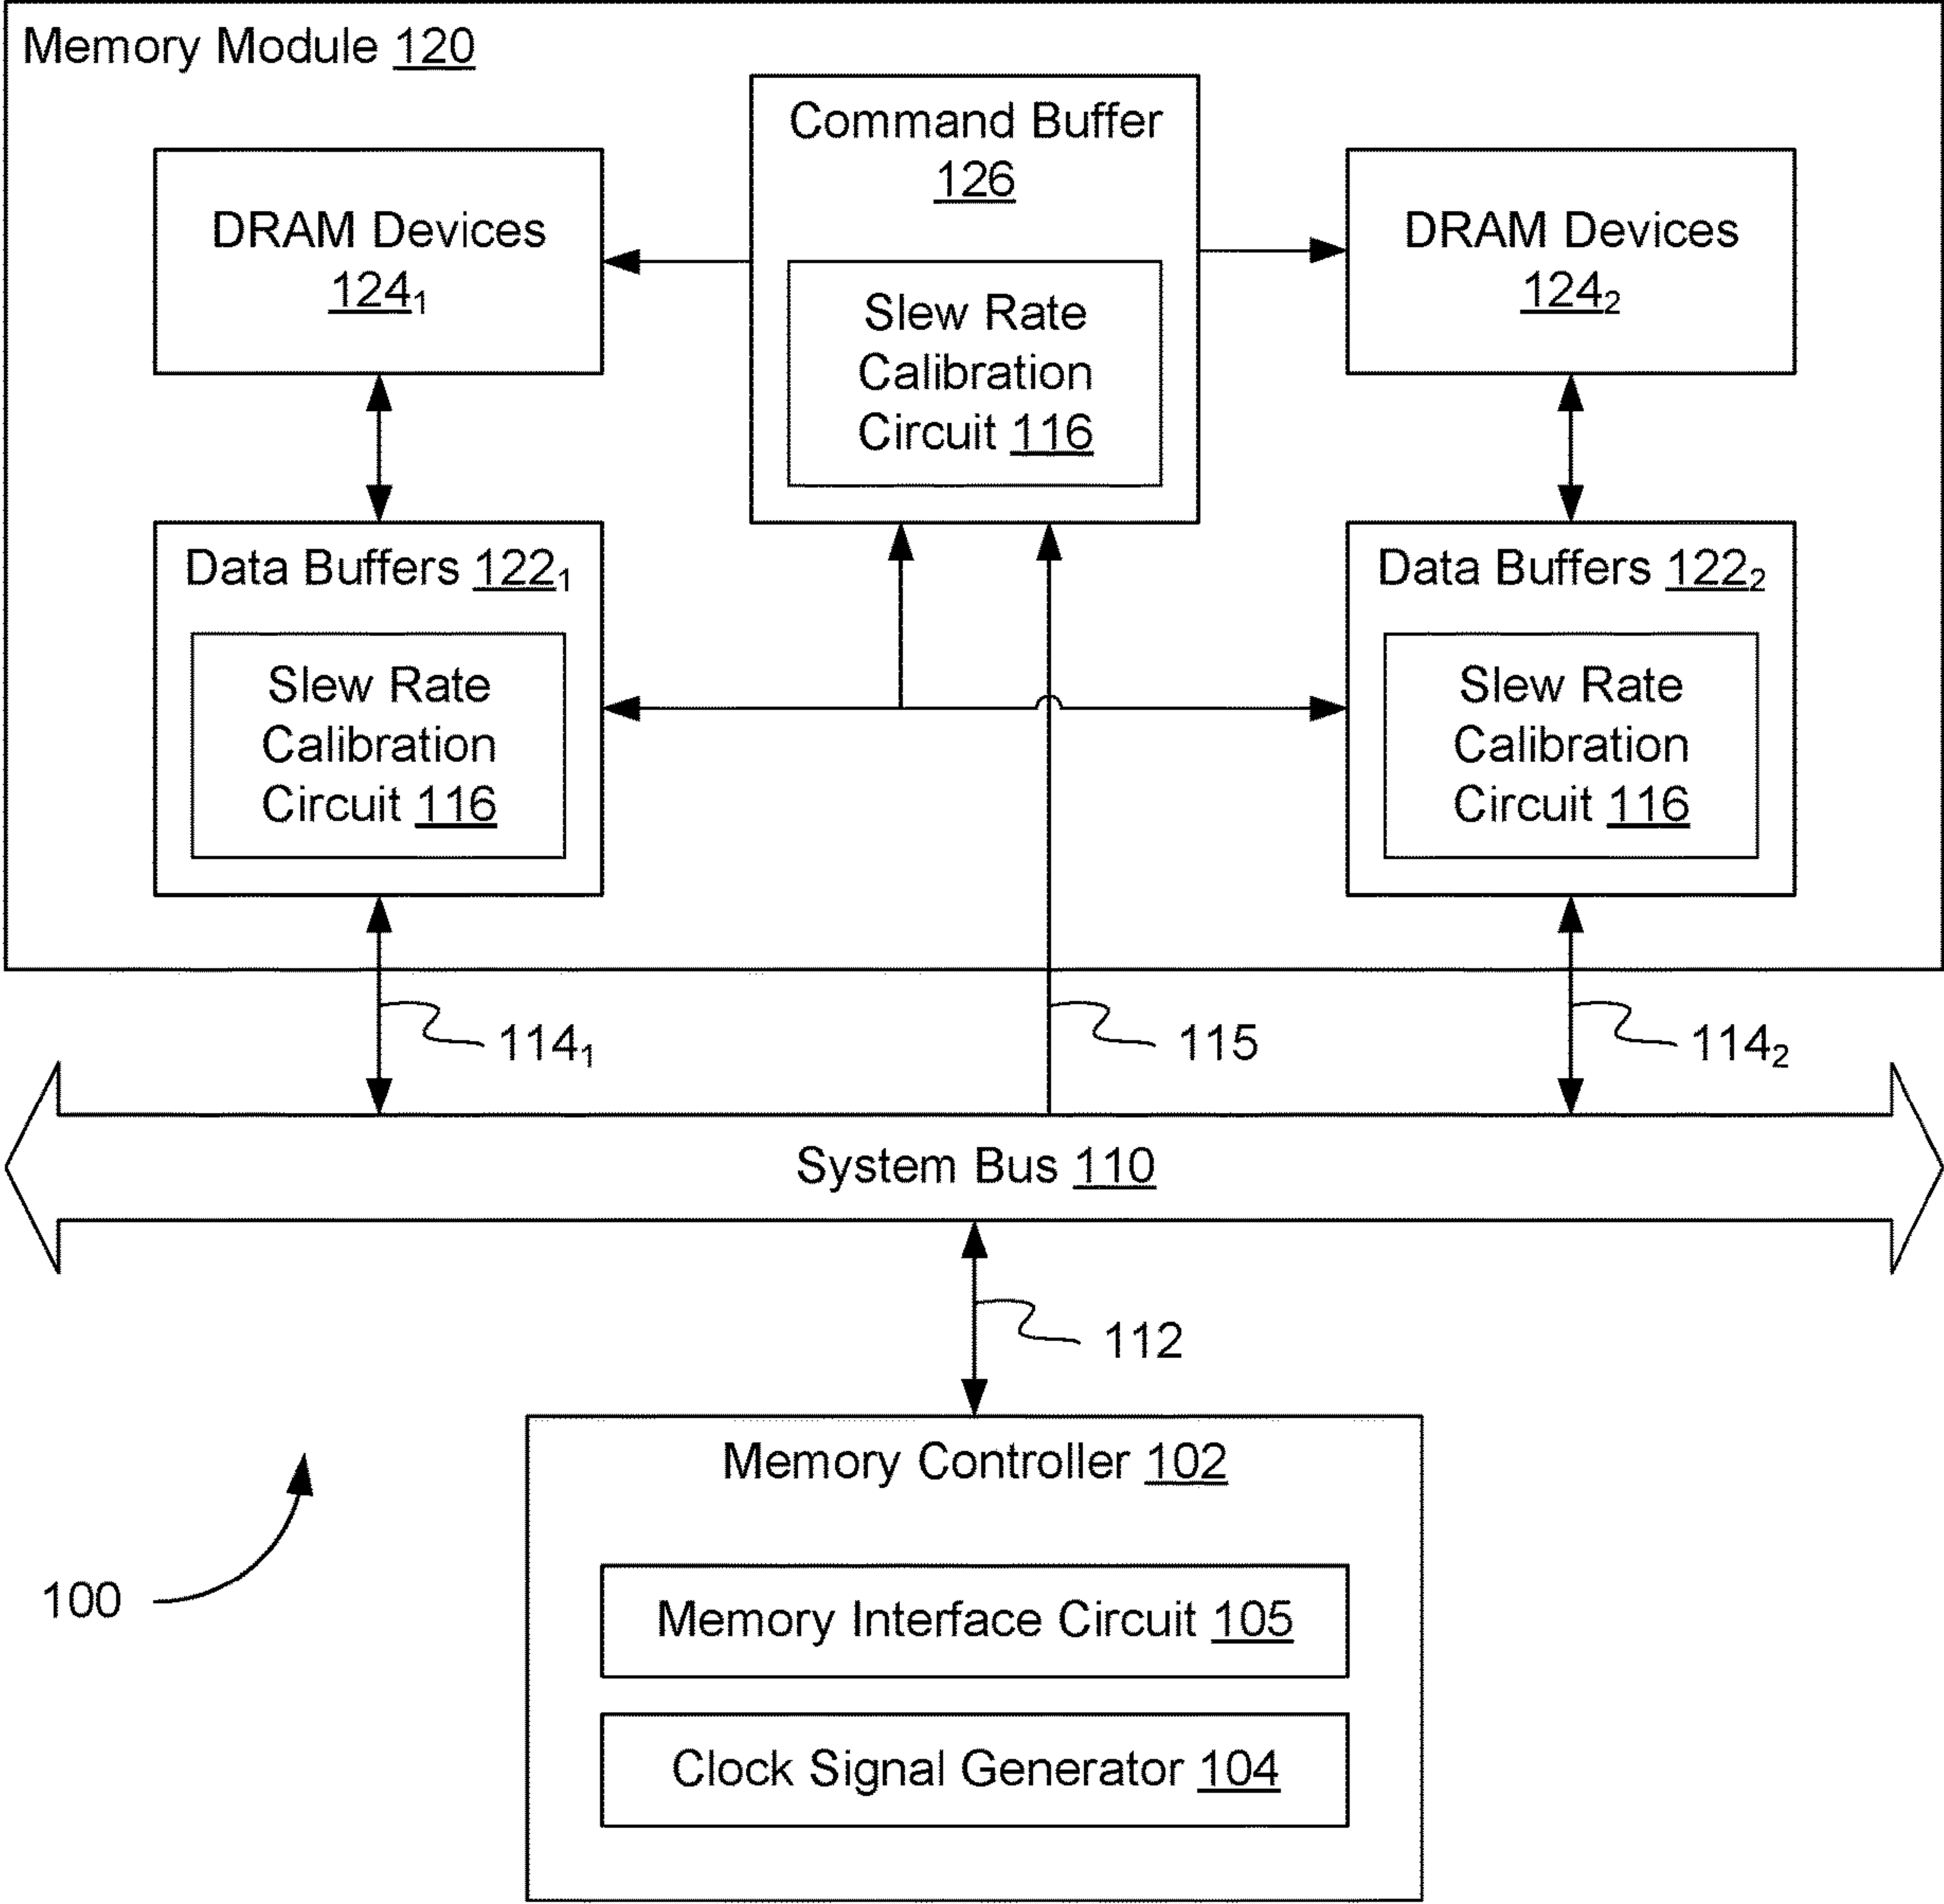 Memory Module 120
Command Buffer
126
Slew Rate
Calibration
Circuit 116
DRAM Devices
124₁
DRAM Devices
124₂
Data Buffers 122₁
Slew Rate
Calibration
Circuit 116
Data Buffers 122₂
Slew Rate
Calibration
Circuit 116
114₁
115
114₂
System Bus 110
112
Memory Controller 102
Memory Interface Circuit 105
Clock Signal Generator 104
100